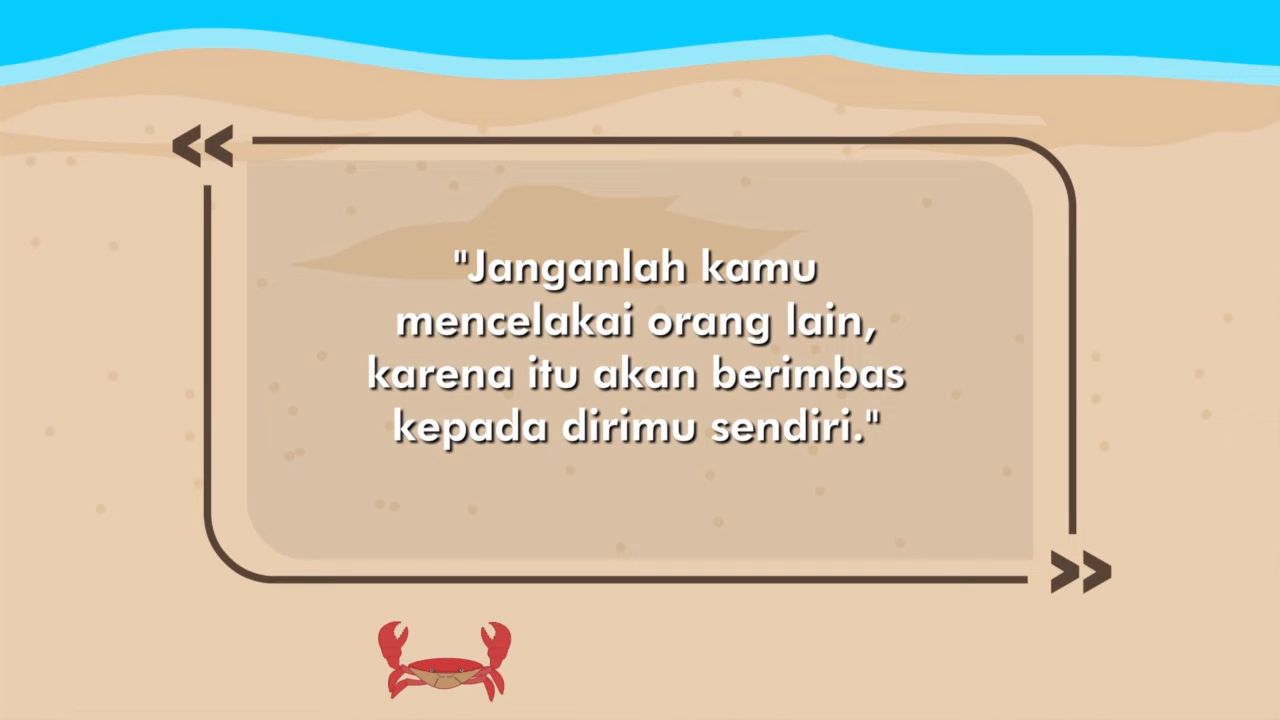 "Janganlah kamu
mencelakai orang lain,
karena itu akan berimbas
kepada dirimu sendiri."